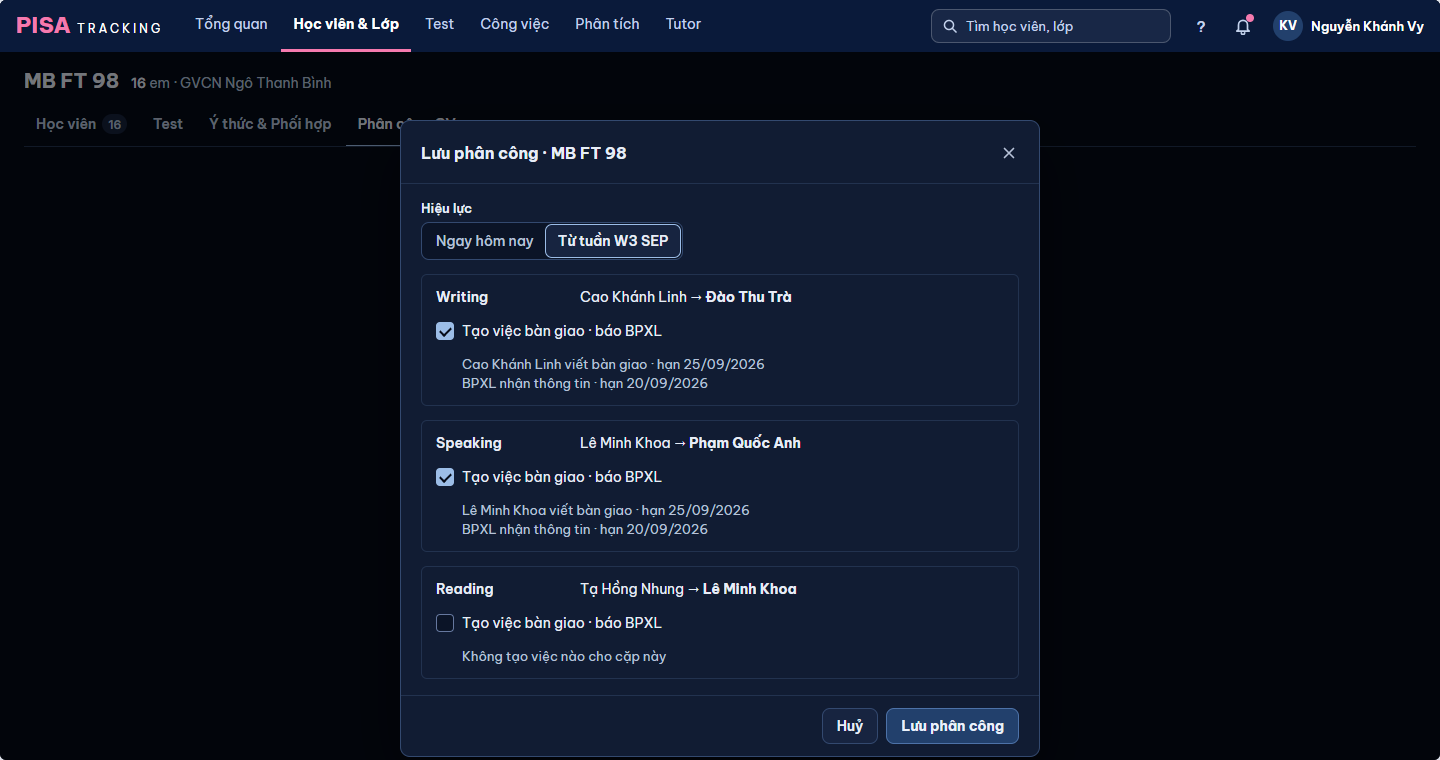 PISA TRACKING Tổng quan Học viên & Lớp Test Công việc Phân tích Tutor Tìm học viên, lớp ? KV Nguyễn Khánh Vy
MB FT 98 16 em · GVCN Ngô Thanh Bình
Học viên 16 Test Ý thức & Phối hợp Phân
Lưu phân công · MB FT 98
Hiệu lực
Ngay hôm nay Từ tuần W3 SEP
Writing Cao Khánh Linh → Đào Thu Trà
Tạo việc bàn giao · báo BPXL
Cao Khánh Linh viết bàn giao · hạn 25/09/2026
BPXL nhận thông tin · hạn 20/09/2026
Speaking Lê Minh Khoa → Phạm Quốc Anh
Tạo việc bàn giao · báo BPXL
Lê Minh Khoa viết bàn giao · hạn 25/09/2026
BPXL nhận thông tin · hạn 20/09/2026
Reading Tạ Hồng Nhung → Lê Minh Khoa
Tạo việc bàn giao · báo BPXL
Không tạo việc nào cho cặp này
Huỷ Lưu phân công